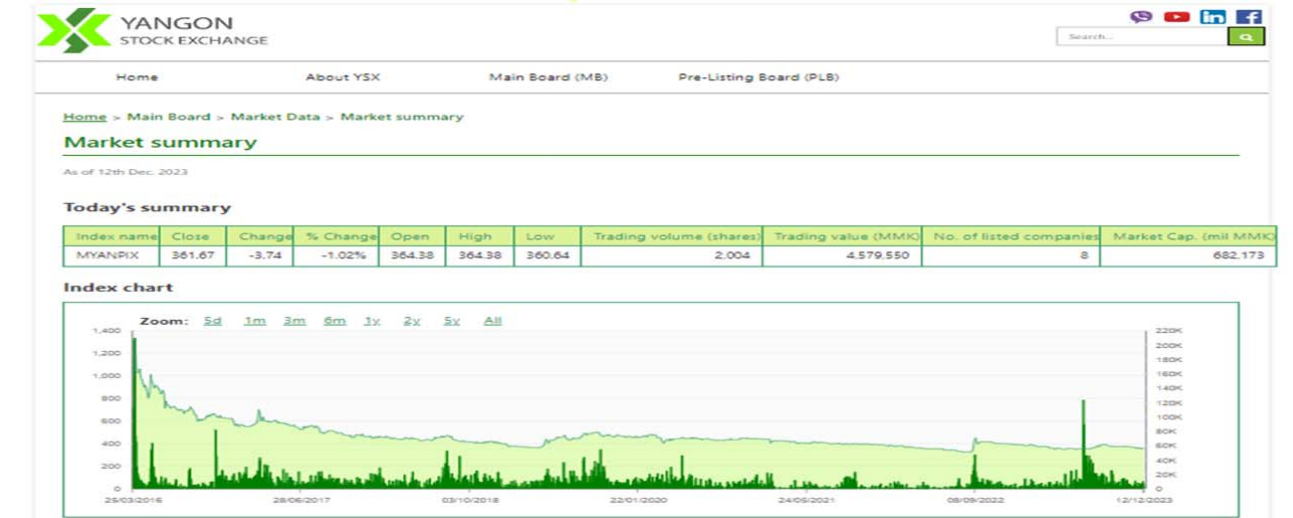 YANGON
STOCK EXCHANGE
Search...
Home About YSX Main Board (MB) Pre-Listing Board (PLB)
Home > Main Board > Market Data > Market summary
Market summary
As of 12th Dec. 2023
Today's summary
Index name Close Change % Change Open High Low Trading volume (shares) Trading value (MMK) No. of listed companies Market Cap. (mil MMK)
MYANPIX 361.67 -3.74 -1.02% 364.38 364.38 360.64 2,004 4,579,550 8 682,173
Index chart
Zoom: 5d 1m 3m 6m 1y 2y 5y All
1,400 220K
200K
1,200 180K
1,000 160K
140K
800 120K
600 100K
80K
400 60K
40K
200 20K
0 0
28/06/2017 03/10/2018 22/01/2020 24/05/2021 08/09/2022 12/12/2023